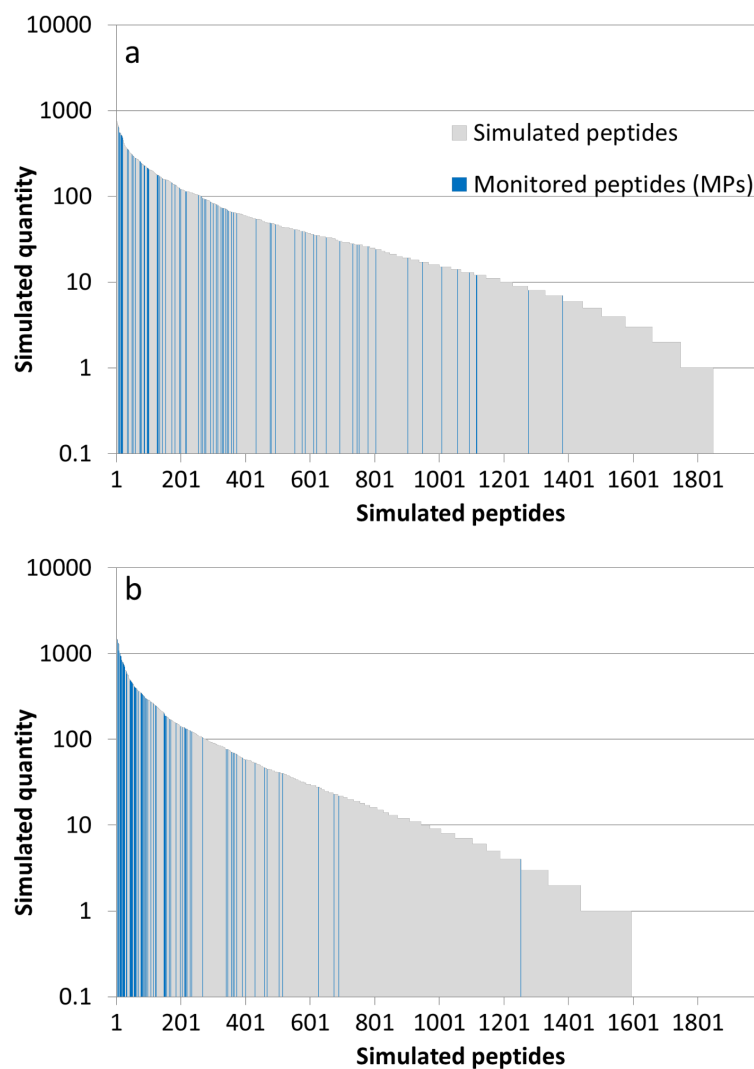 10000
a
1000
Simulated peptides
Monitored peptides (MPs)
100
10
1
0.1
Simulated quantity
1 201 401 601 801 1001 1201 1401 1601 1801
Simulated peptides
10000
b
1000
100
10
1
0.1
Simulated quantity
1 201 401 601 801 1001 1201 1401 1601 1801
Simulated peptides